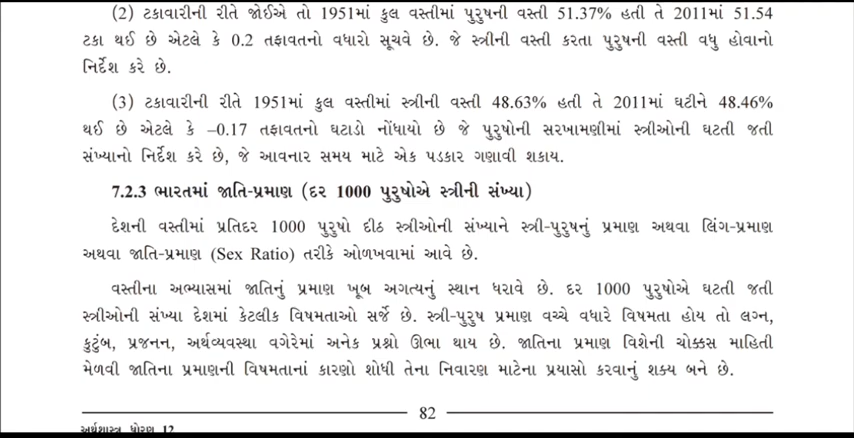 (2) ટકાવારીની રીતે જોઈએ તો 1951માં કુલ વસ્તીમાં પુરુષની વસ્તી 51.37% હતી તે 2011માં 51.54
ટકા થઈ છે એટલે કે 0.2 તફાવતનો વધારો સૂચવે છે. જે સ્ત્રીની વસ્તી કરતા પુરુષની વસ્તી વધુ હોવાનો
નિર્દેશ કરે છે.
(3) ટકાવારીની રીતે 1951માં કુલ વસ્તીમાં સ્ત્રીની વસ્તી 48.63% હતી તે 2011માં ઘટીને 48.46%
થઈ છે એટલે કે –0.17 તફાવતનો ઘટાડો નોંધાયો છે જે પુરુષોની સરખામણીમાં સ્ત્રીઓની ઘટતી જતી
સંખ્યાનો નિર્દેશ કરે છે, જે આવનાર સમય માટે એક પડકાર ગણાવી શકાય.
7.2.3 ભારતમાં જાતિ-પ્રમાણ (દર 1000 પુરુષોએ સ્ત્રીની સંખ્યા)
દેશની વસ્તીમાં પ્રતિદર 1000 પુરુષો દીઠ સ્ત્રીઓની સંખ્યાને સ્ત્રી-પુરુષનું પ્રમાણ અથવા લિંગ-પ્રમાણ
અથવા જાતિ-પ્રમાણ (Sex Ratio) તરીકે ઓળખવામાં આવે છે.
વસ્તીના અભ્યાસમાં જાતિનું પ્રમાણ ખૂબ અગત્યનું સ્થાન ધરાવે છે. દર 1000 પુરુષોએ ઘટતી જતી
સ્ત્રીઓની સંખ્યા દેશમાં કેટલીક વિષમતાઓ સર્જે છે. સ્ત્રી-પુરુષ પ્રમાણ વચ્ચે વધારે વિષમતા હોય તો લગ્ન,
કુટુંબ, પ્રજનન, અર્થવ્યવસ્થા વગેરેમાં અનેક પ્રશ્નો ઊભા થાય છે. જાતિના પ્રમાણ વિશેની ચોક્કસ માહિતી
મેળવી જાતિના પ્રમાણની વિષમતાનાં કારણો શોધી તેના નિવારણ માટેના પ્રયાસો કરવાનું શક્ય બને છે.
82
અર્થશાસ્ત્ર ધોરણ 12